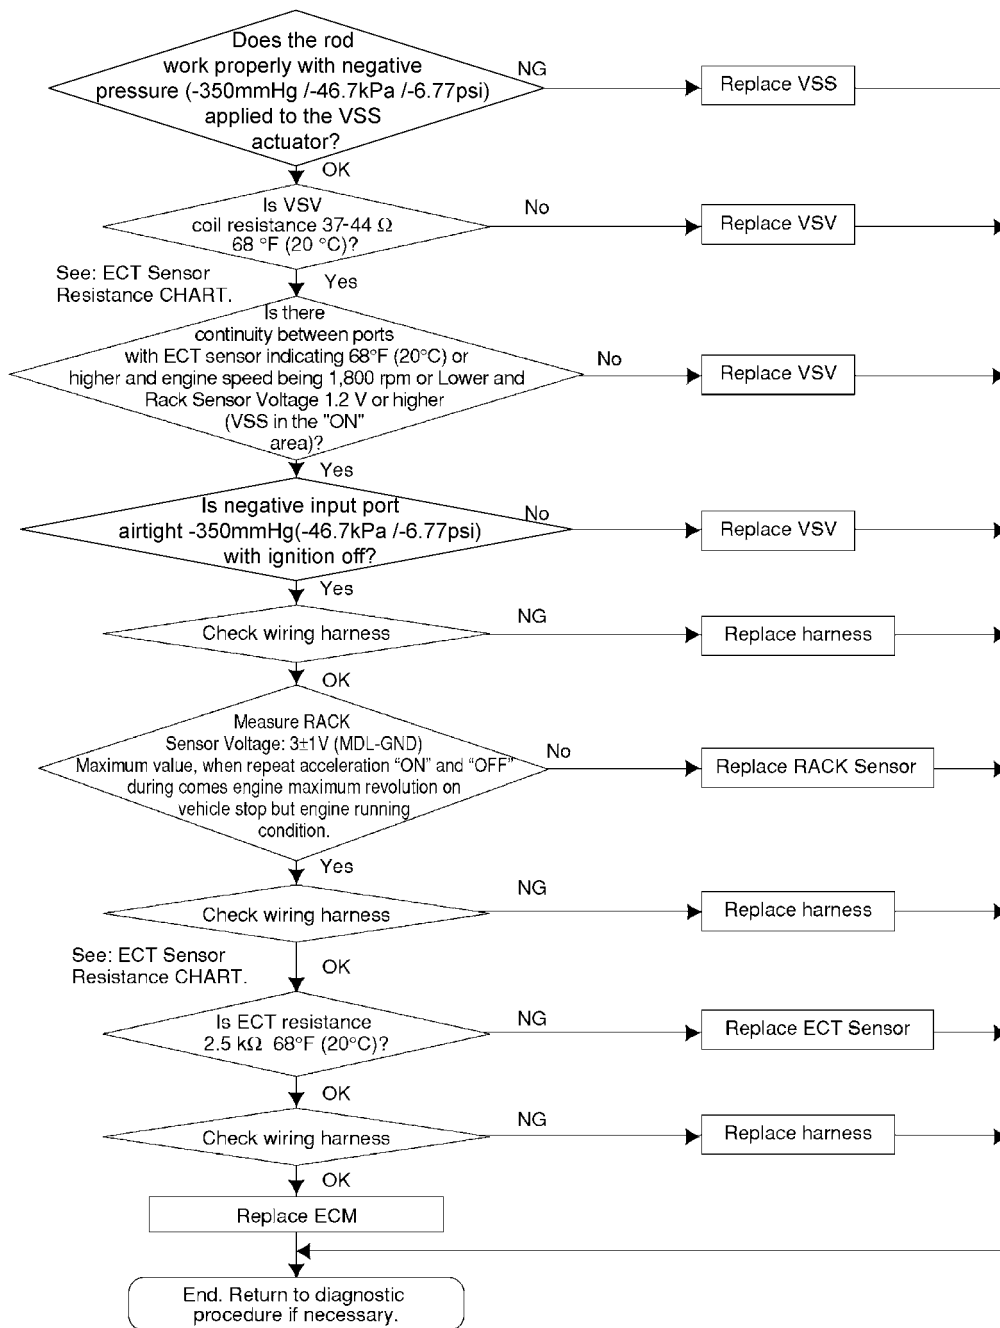 Does the rod
work properly with negative
pressure (-350mmHg /-46.7kPa /-6.77psi)
applied to the VSS
actuator?
NG
Replace VSS
OK
Is VSV
coil resistance 37-44 Ω
68 °F (20 °C)?
No
Replace VSV
See: ECT Sensor
Resistance CHART.
Yes
Is there
continuity between ports
with ECT sensor indicating 68°F (20°C) or
higher and engine speed being 1,800 rpm or Lower and
Rack Sensor Voltage 1.2 V or higher
(VSS in the "ON"
area)?
No
Replace VSV
Yes
Is negative input port
airtight -350mmHg(-46.7kPa /-6.77psi)
with ignition off?
No
Replace VSV
Yes
Check wiring harness
NG
Replace harness
OK
Measure RACK
Sensor Voltage: 3±1V (MDL-GND)
Maximum value, when repeat acceleration “ON” and “OFF”
during comes engine maximum revolution on
vehicle stop but engine running
condition.
No
Replace RACK Sensor
Yes
Check wiring harness
NG
Replace harness
See: ECT Sensor
Resistance CHART.
OK
Is ECT resistance
2.5 kΩ 68°F (20°C)?
NG
Replace ECT Sensor
OK
Check wiring harness
NG
Replace harness
OK
Replace ECM
End. Return to diagnostic
procedure if necessary.